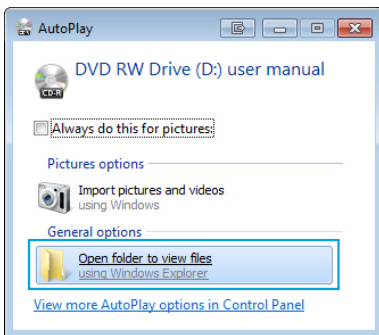 AutoPlay
DVD RW Drive (D:) user manual
CD-R
Always do this for pictures:
Pictures options
Import pictures and videos
using Windows
General options
Open folder to view files
using Windows Explorer
View more AutoPlay options in Control Panel